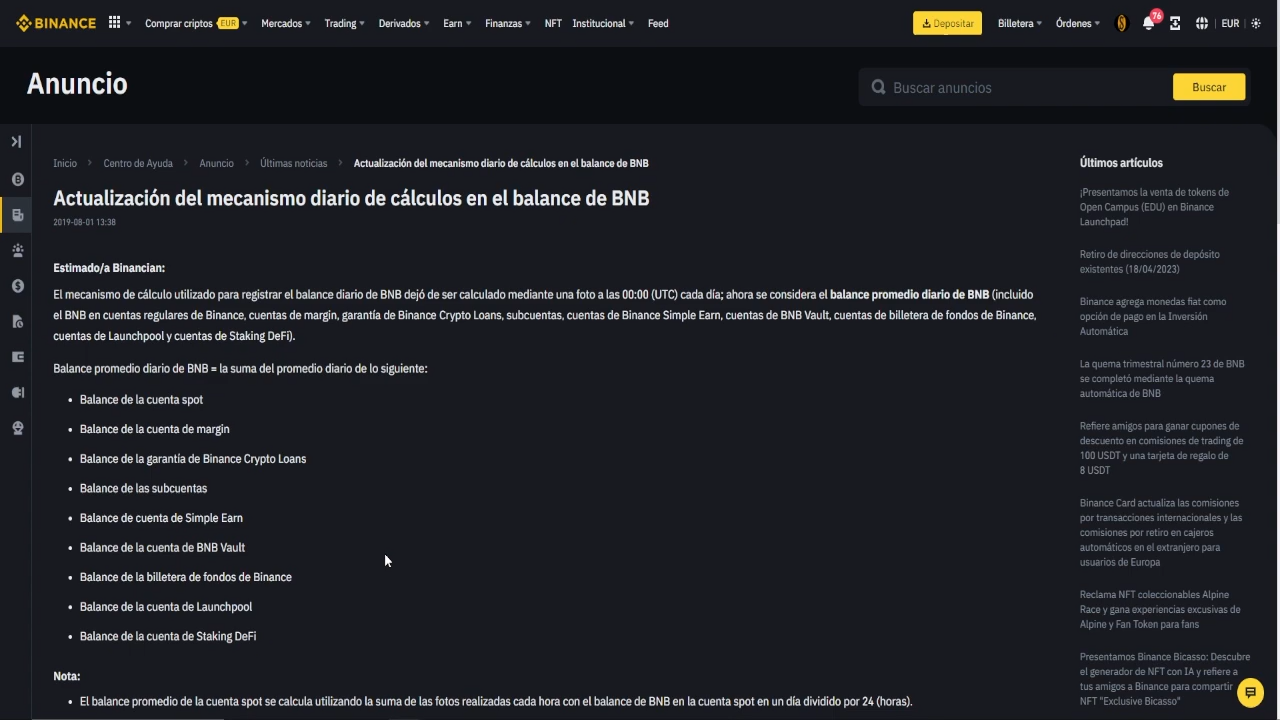 BINANCE
Comprar criptos EUR Mercados Trading Derivados Earn Finanzas NFT Institucional Feed
Depositar Billetera Órdenes 76 EUR
Anuncio
Buscar anuncios
Buscar
Inicio > Centro de Ayuda > Anuncio > Últimas noticias > Actualización del mecanismo diario de cálculos en el balance de BNB
Actualización del mecanismo diario de cálculos en el balance de BNB
2019-08-01 13:38
Estimado/a Binancian:
El mecanismo de cálculo utilizado para registrar el balance diario de BNB dejó de ser calculado mediante una foto a las 00:00 (UTC) cada día; ahora se considera el balance promedio diario de BNB (incluido
el BNB en cuentas regulares de Binance, cuentas de margin, garantía de Binance Crypto Loans, subcuentas, cuentas de Binance Simple Earn, cuentas de BNB Vault, cuentas de billetera de fondos de Binance,
cuentas de Launchpool y cuentas de Staking DeFi).
Balance promedio diario de BNB = la suma del promedio diario de lo siguiente:
• Balance de la cuenta spot
• Balance de la cuenta de margin
• Balance de la garantía de Binance Crypto Loans
• Balance de las subcuentas
• Balance de cuenta de Simple Earn
• Balance de la cuenta de BNB Vault
• Balance de la billetera de fondos de Binance
• Balance de la cuenta de Launchpool
• Balance de la cuenta de Staking DeFi
Nota:
• El balance promedio de la cuenta spot se calcula utilizando la suma de las fotos realizadas cada hora con el balance de BNB en la cuenta spot en un día dividido por 24 (horas).
Últimos artículos
¡Presentamos la venta de tokens de
Open Campus (EDU) en Binance
Launchpad!
Retiro de direcciones de depósito
existentes (18/04/2023)
Binance agrega monedas fiat como
opción de pago en la Inversión
Automática
La quema trimestral número 23 de BNB
se completó mediante la quema
automática de BNB
Refiere amigos para ganar cupones de
descuento en comisiones de trading de
100 USDT y una tarjeta de regalo de
8 USDT
Binance Card actualiza las comisiones
por transacciones internacionales y las
comisiones por retiro en cajeros
automáticos en el extranjero para
usuarios de Europa
Reclama NFT coleccionables Alpine
Race y gana experiencias excusivas de
Alpine y Fan Token para fans
Presentamos Binance Bicasso: Descubre
el generador de NFT con IA y refiere a
tus amigos a Binance para compartir
NFT "Exclusive Bicasso"